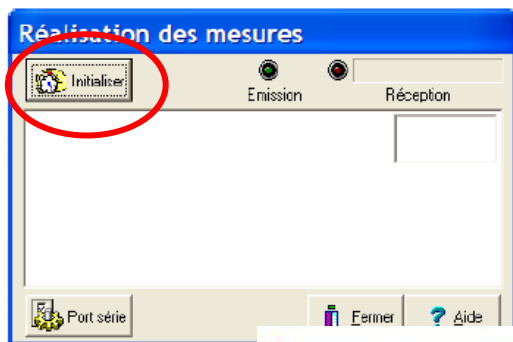 Réalisation des mesures
Initialiser
Emission Réception
Port série Fermer ? Aide